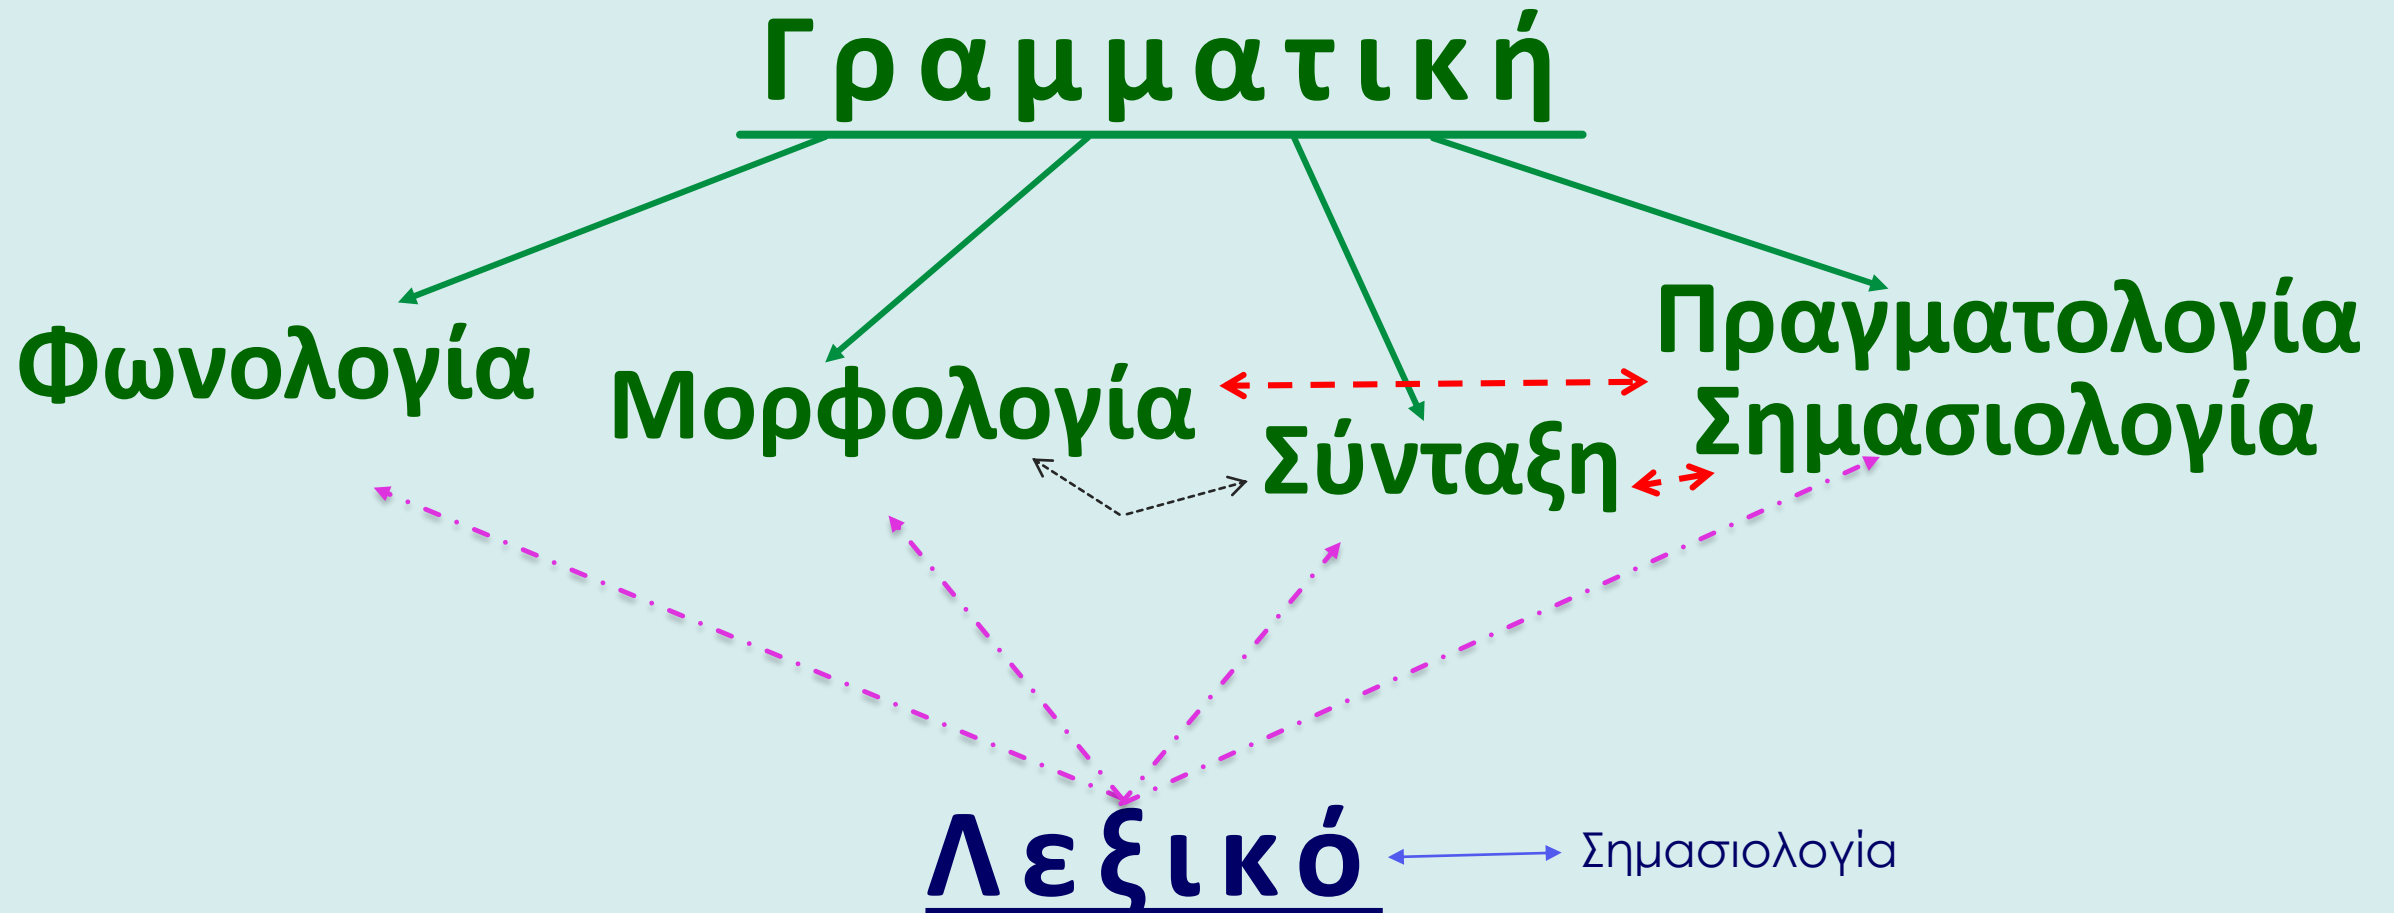 Γραμματική
Φωνολογία
Μορφολογία
Σύνταξη
Πραγματολογία
Σημασιολογία
Λεξικό
Σημασιολογία